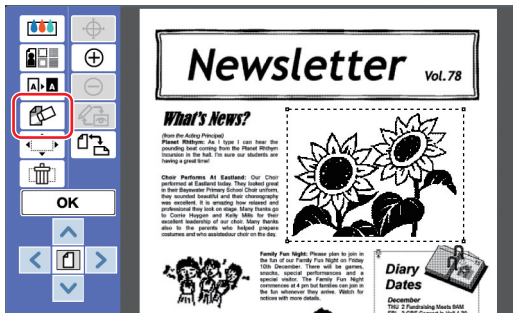 Newsletter Vol. 78
What's News?
(from the Acting Principal)
Planet Rhthym: As I type I can hear the
pounding beat coming from the Planet Rhthym
incursion in the hall. I'm sure our students are
having a great time!
Choir Performs At Eastland: Our Choir
performed at Eastland today. They looked great
in their Bayswater Primary School Choir uniform,
they sounded beautiful and their choreography
was excellent. It is amazing how relaxed and
professional they look on stage. Many thanks go
to Corrie Huygen and Kelly Mills for their
excellent leadership of our choir. Many thanks
also to the parents who helped prepare
costumes and who assistedour choir on the day.
Family Fun Night: Please plan to join in
the fun of our Family Fun Night on Friday
10th December. There will be games,
snacks, special performances and a
special visitor. The Family Fun Night
commences at 4 pm but families can join in
the fun whenever they arrive. Watch for
notices with more details.
Diary
Dates
December
THU 2 Fundraising Meets 9AM
A A
OK